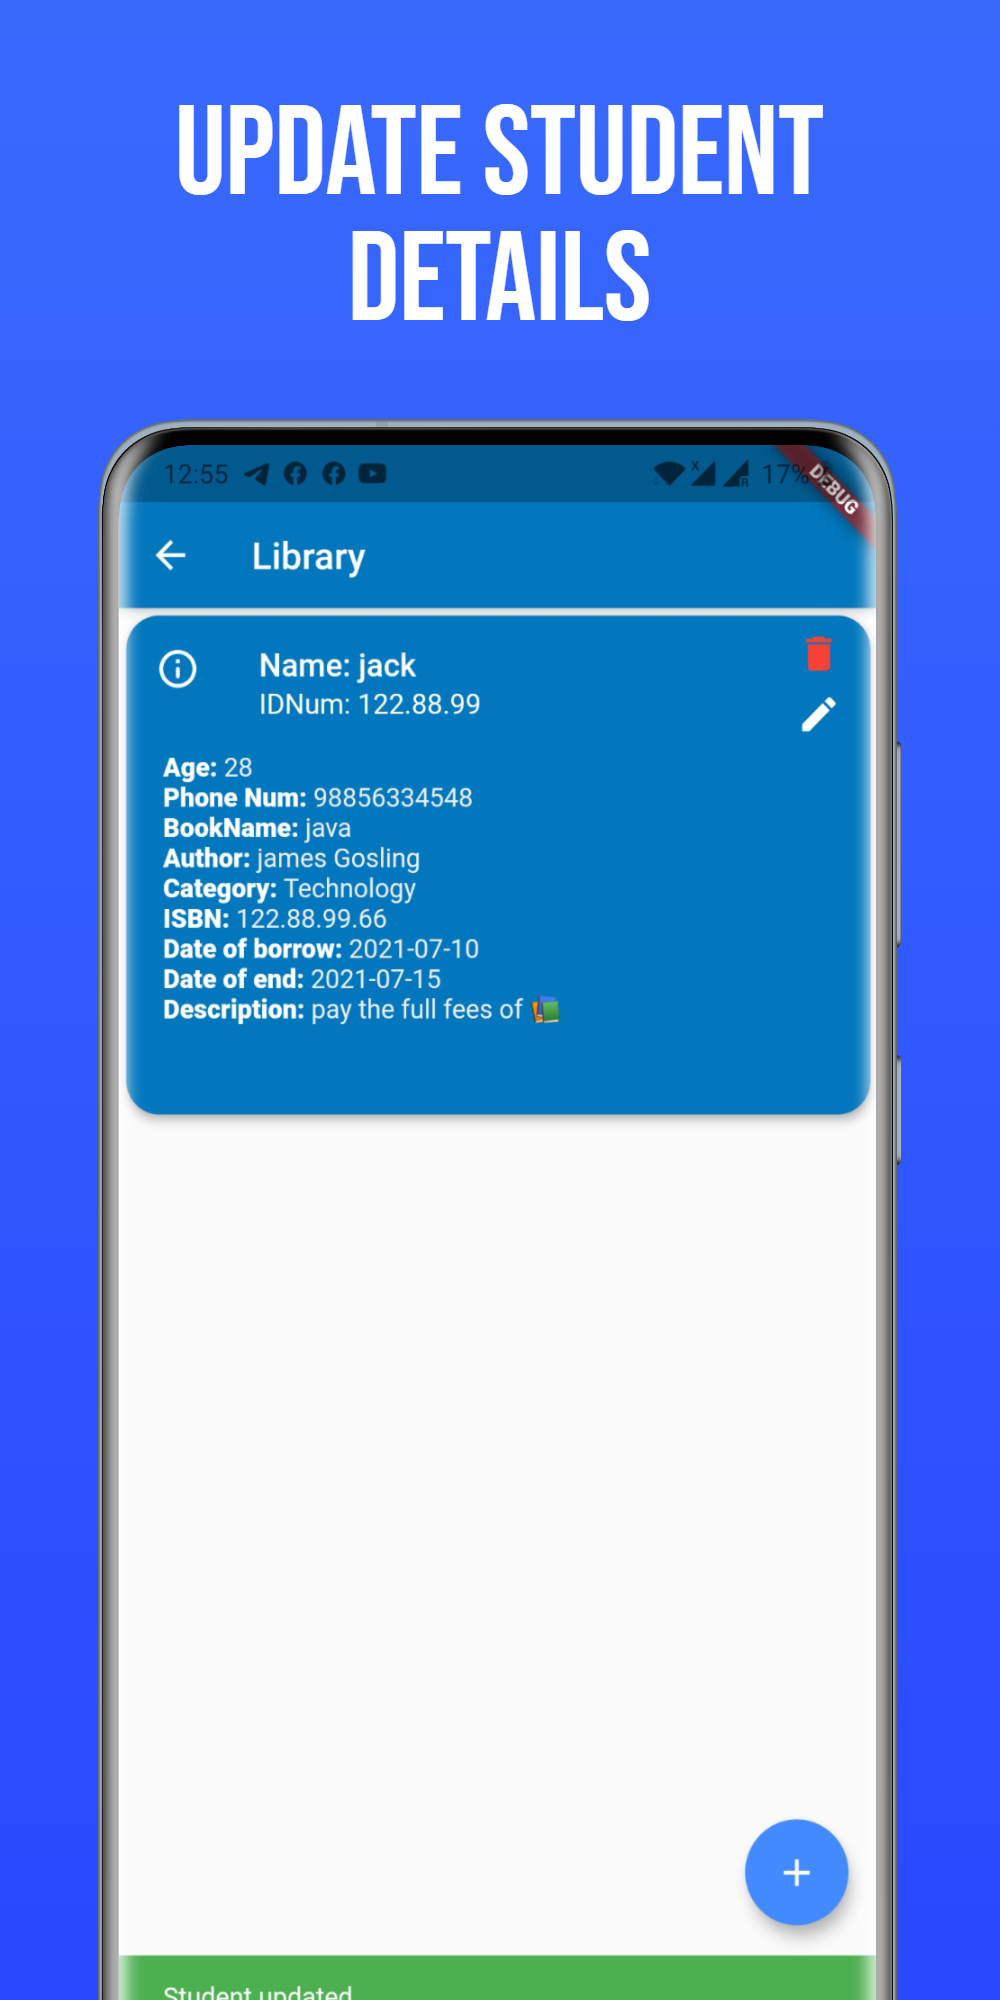 UPDATE STUDENT
DETAILS
12:55
17%
DEBUG
Library
Name: jack
IDNum: 122.88.99
Age: 28
Phone Num: 98856334548
BookName: java
Author: james Gosling
Category: Technology
ISBN: 122.88.99.66
Date of borrow: 2021-07-10
Date of end: 2021-07-15
Description: pay the full fees of 📚
Student updated